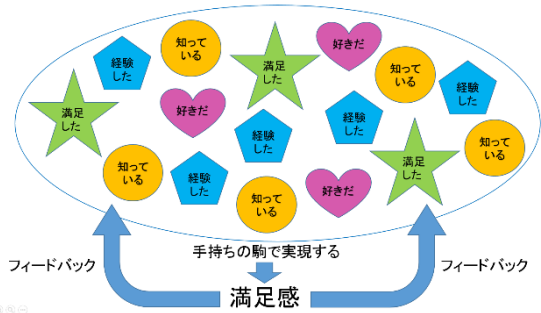 知って
いる
好きだ
経験
した
満足
した
知って
いる
経験
した
満足
した
好きだ
経験
した
経験
した
満足
した
知って
いる
知って
いる
経験
した
知って
いる
好きだ
手持ちの駒で実現する
フィードバック
フィードバック
満足感